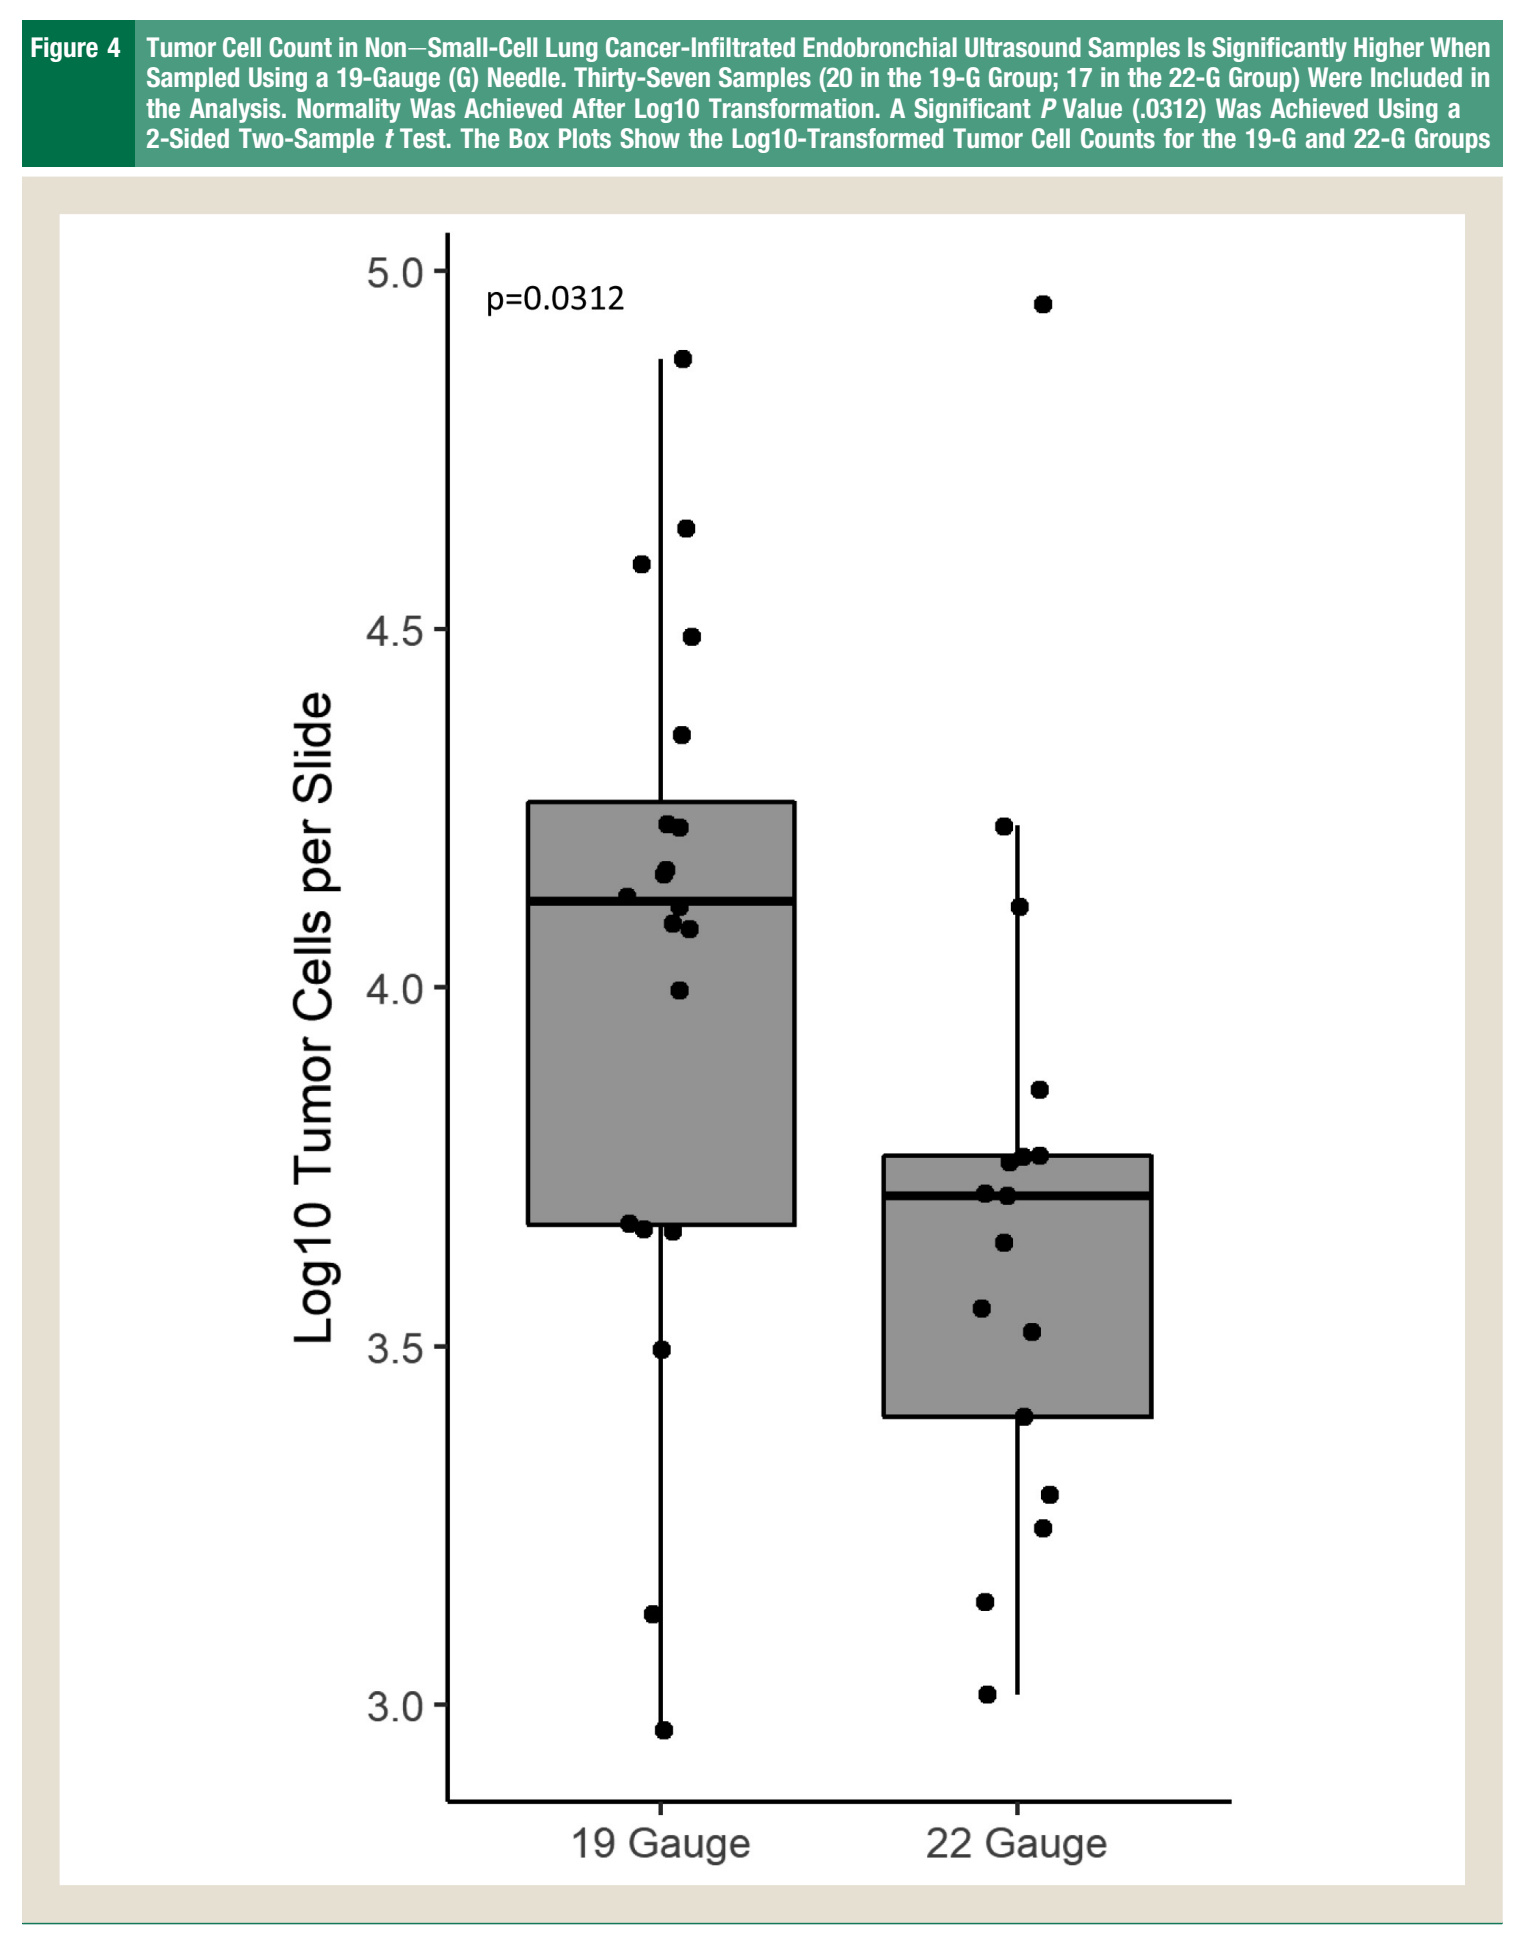 Figure 4
Tumor Cell Count in Non−Small-Cell Lung Cancer-Infiltrated Endobronchial Ultrasound Samples Is Significantly Higher When
Sampled Using a 19-Gauge (G) Needle. Thirty-Seven Samples (20 in the 19-G Group; 17 in the 22-G Group) Were Included in
the Analysis. Normality Was Achieved After Log10 Transformation. A Significant P Value (.0312) Was Achieved Using a
2-Sided Two-Sample t Test. The Box Plots Show the Log10-Transformed Tumor Cell Counts for the 19-G and 22-G Groups
p=0.0312
Log10 Tumor Cells per Slide
5.0
4.5
4.0
3.5
3.0
19 Gauge
22 Gauge